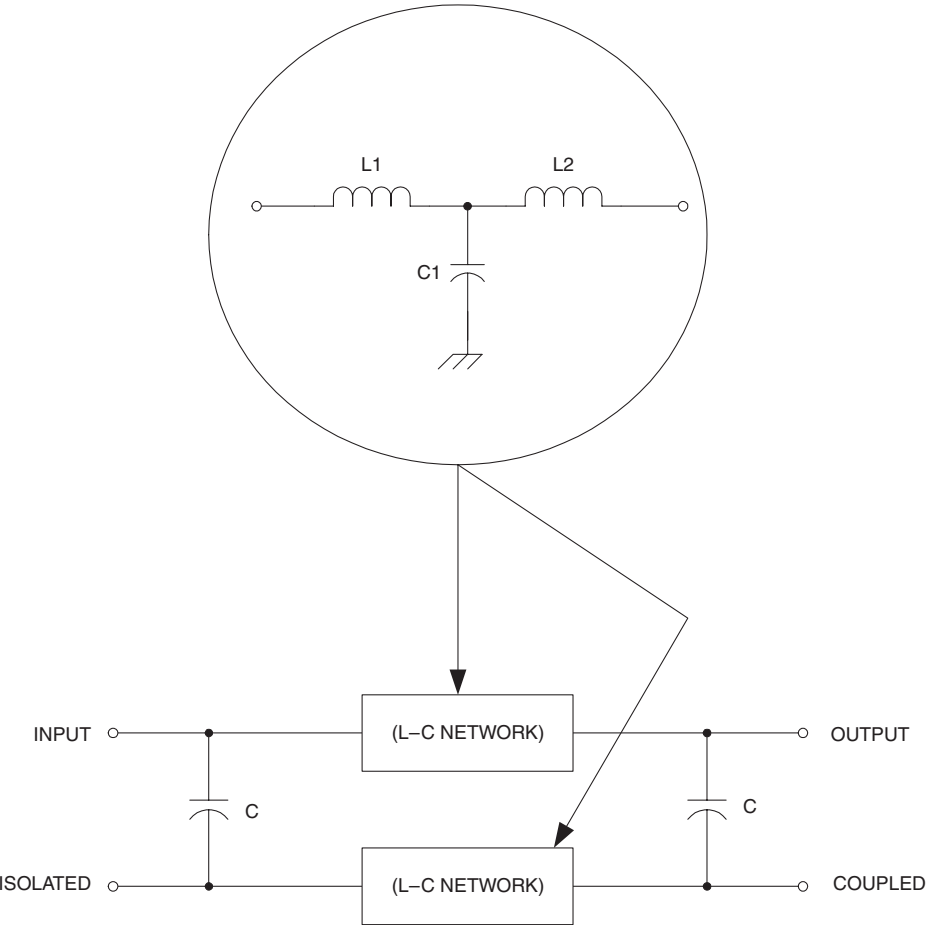 L1
L2
C1
INPUT
(L–C NETWORK)
OUTPUT
C
C
ISOLATED
(L–C NETWORK)
COUPLED